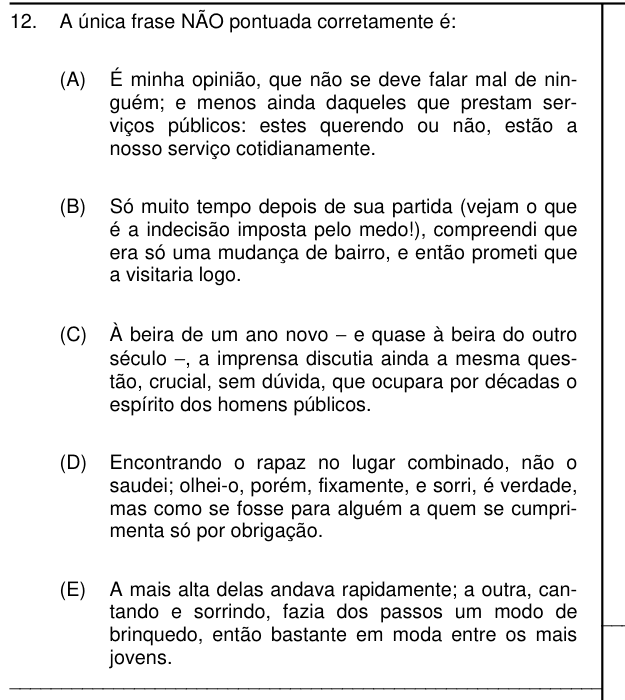 12. A única frase NÃO pontuada corretamente é:
(A) É minha opinião, que não se deve falar mal de nin-
guém; e menos ainda daqueles que prestam ser-
viços públicos: estes querendo ou não, estão a
nosso serviço cotidianamente.
(B) Só muito tempo depois de sua partida (vejam o que
é a indecisão imposta pelo medo!), compreendi que
era só uma mudança de bairro, e então prometi que
a visitaria logo.
(C) À beira de um ano novo – e quase à beira do outro
século –, a imprensa discutia ainda a mesma ques-
tão, crucial, sem dúvida, que ocupara por décadas o
espírito dos homens públicos.
(D) Encontrando o rapaz no lugar combinado, não o
saudei; olhei-o, porém, fixamente, e sorri, é verdade,
mas como se fosse para alguém a quem se cumpri-
menta só por obrigação.
(E) A mais alta delas andava rapidamente; a outra, can-
tando e sorrindo, fazia dos passos um modo de
brinquedo, então bastante em moda entre os mais
jovens.